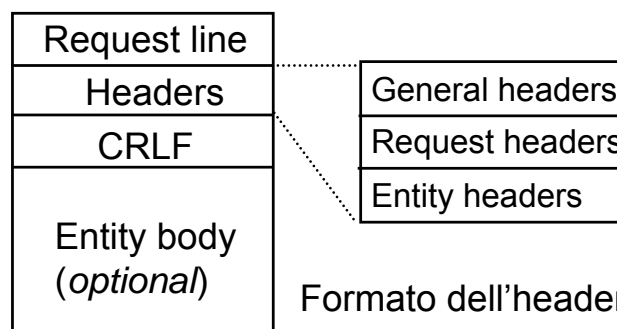 Request line
Headers
CRLF
Entity body
(optional)
General headers
Request headers
Entity headers
Formato dell'header